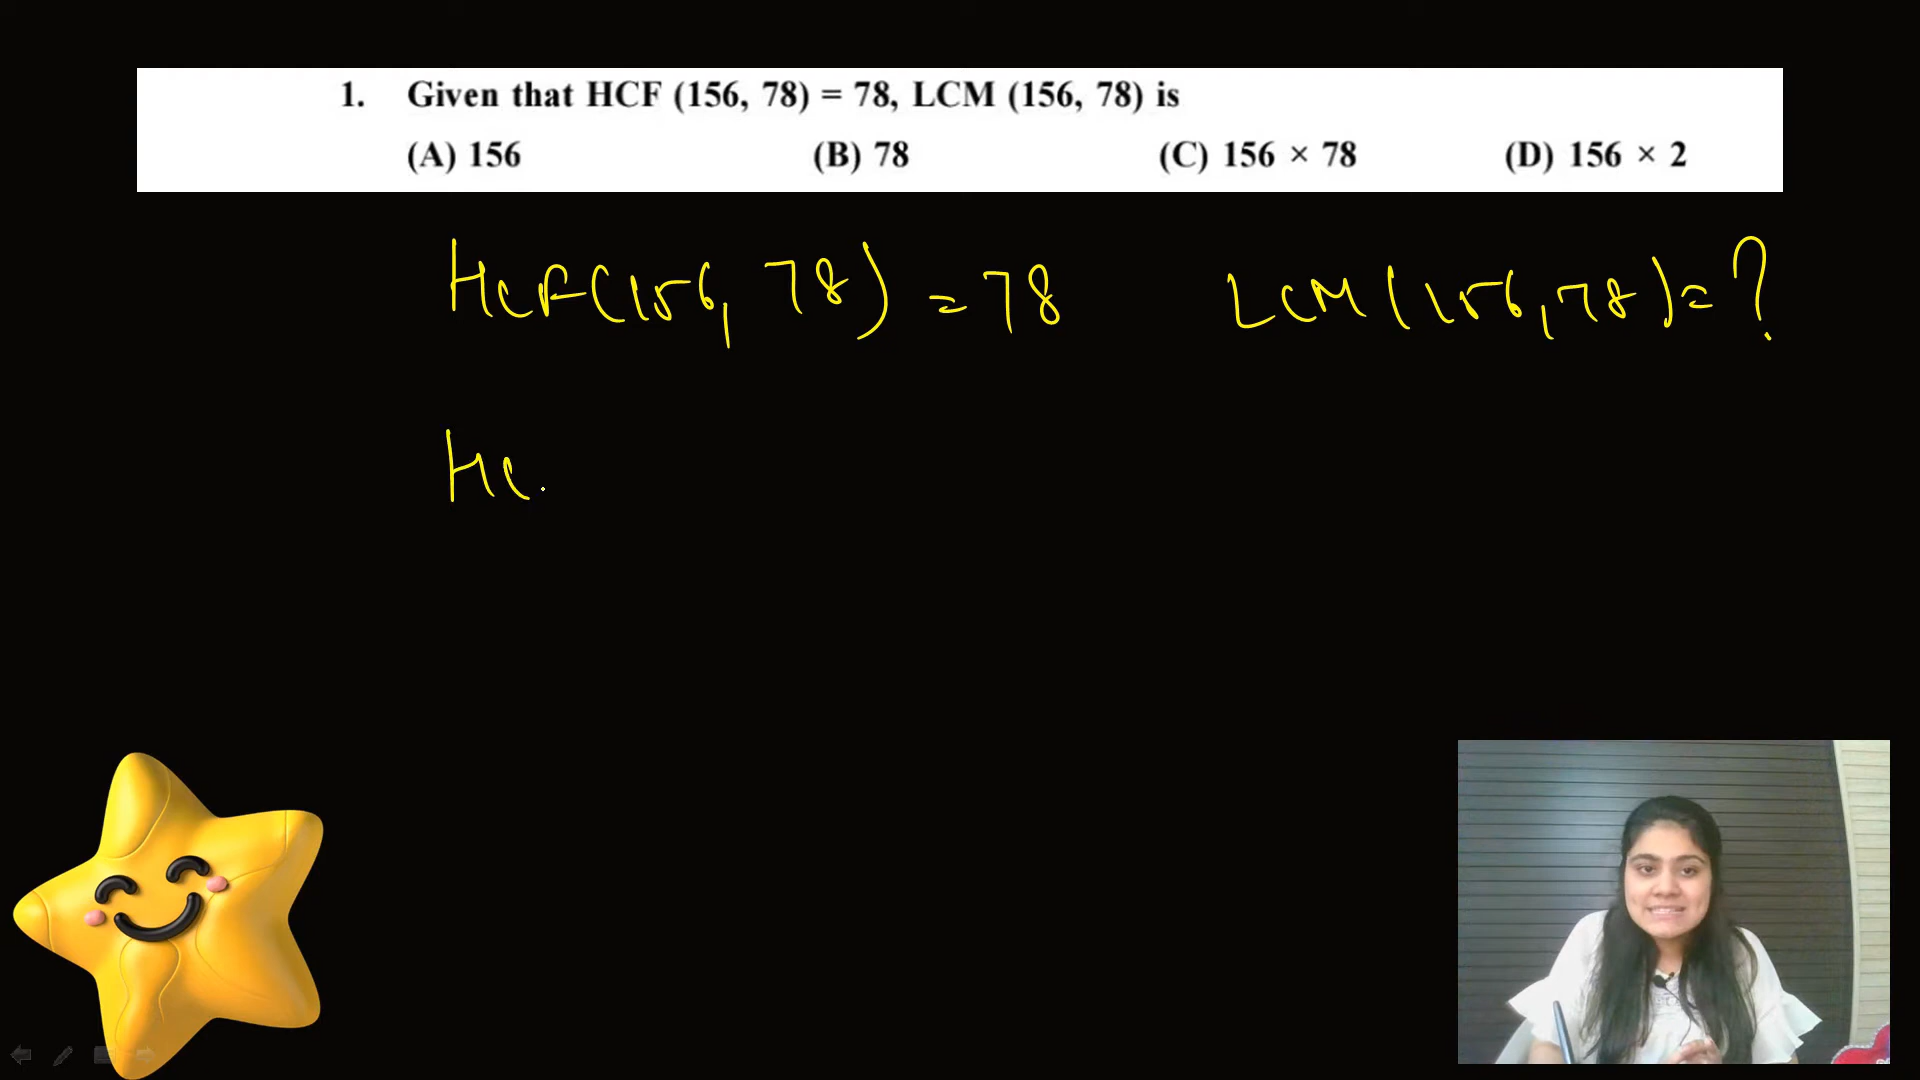 1. Given that HCF (156, 78) = 78, LCM (156, 78) is
(A) 156 (B) 78 (C) 156 × 78 (D) 156 × 2
HCF(156, 78) = 78 LCM(156,78) = ?
HC